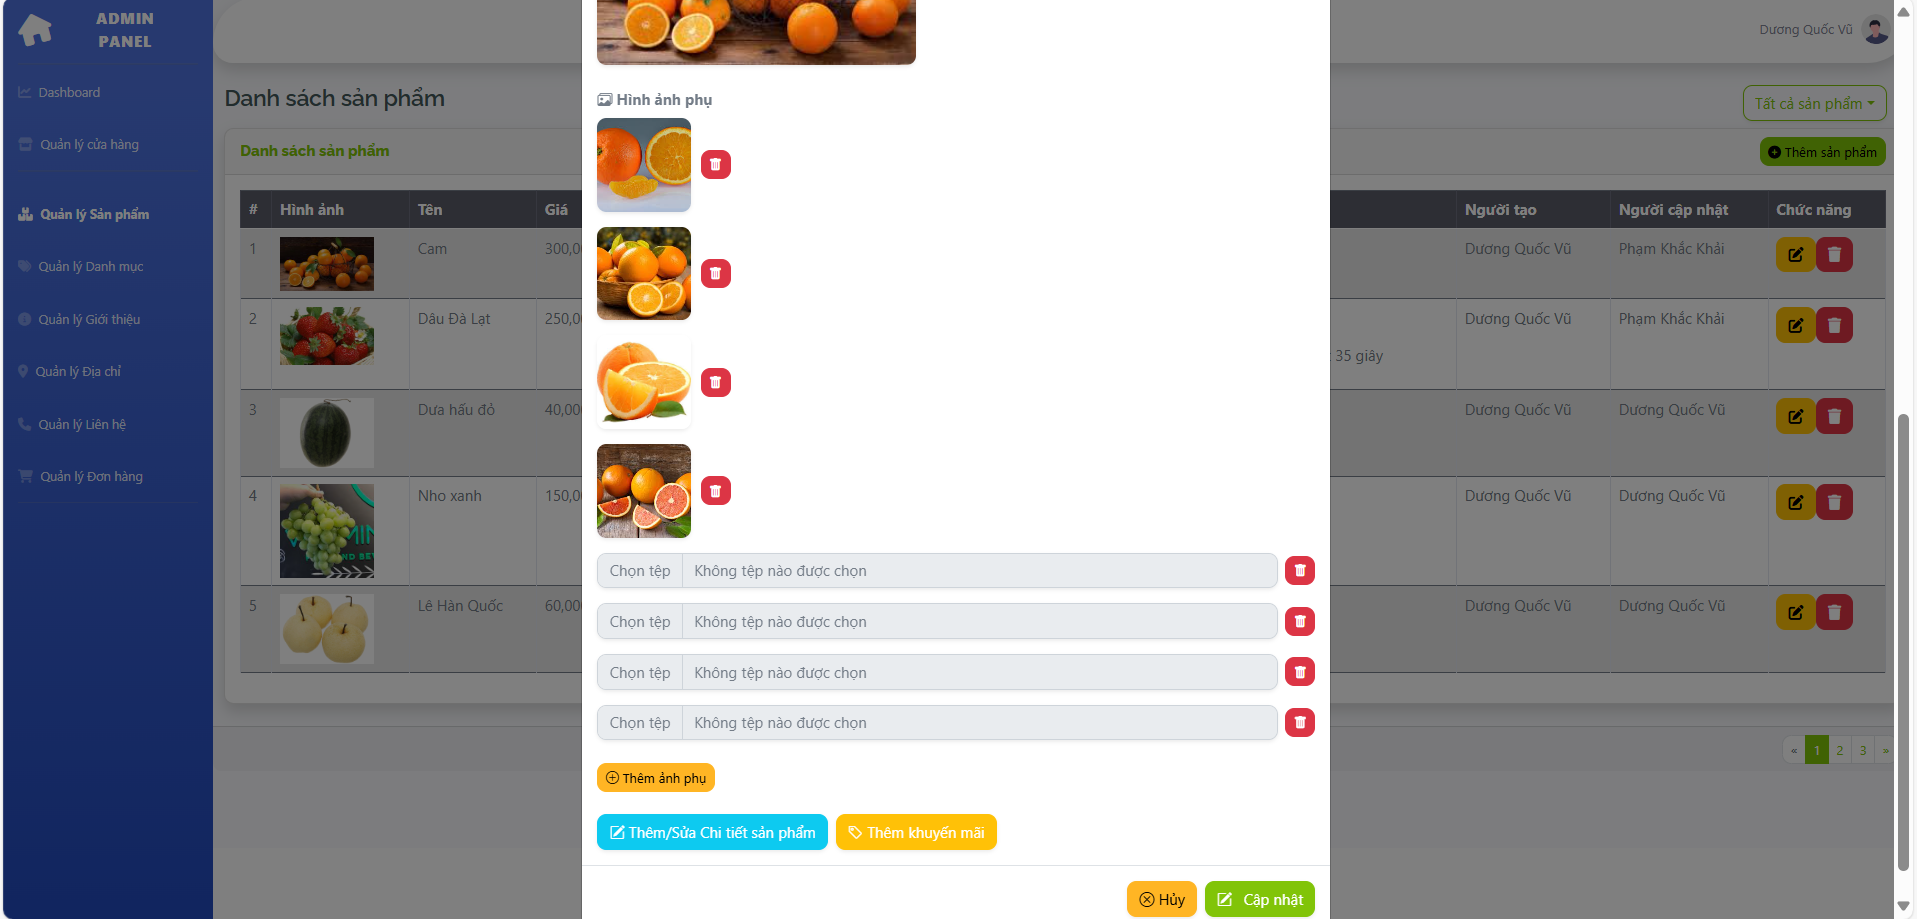 ADMIN
PANEL
Dashboard
Quản lý cửa hàng
Quản lý Sản phẩm
Quản lý Danh mục
Quản lý Giới thiệu
Quản lý Địa chỉ
Quản lý Liên hệ
Quản lý Đơn hàng
Dương Quốc Vũ
Danh sách sản phẩm
Tất cả sản phẩm
Danh sách sản phẩm
Thêm sản phẩm
# Hình ảnh Tên Giá Người tạo Người cập nhật Chức năng
1 Cam 300,0 Dương Quốc Vũ Phạm Khắc Khải
2 Dâu Đà Lạt 250,0 Dương Quốc Vũ Phạm Khắc Khải
35 giây
3 Dưa hấu đỏ 40,00 Dương Quốc Vũ Dương Quốc Vũ
4 Nho xanh 150,0 Dương Quốc Vũ Dương Quốc Vũ
5 Lê Hàn Quốc 60,00 Dương Quốc Vũ Dương Quốc Vũ
« 1 2 3 »
Hình ảnh phụ
Chọn tệp Không tệp nào được chọn
Chọn tệp Không tệp nào được chọn
Chọn tệp Không tệp nào được chọn
Chọn tệp Không tệp nào được chọn
Thêm ảnh phụ
Thêm/Sửa Chi tiết sản phẩm
Thêm khuyến mãi
Hủy
Cập nhật